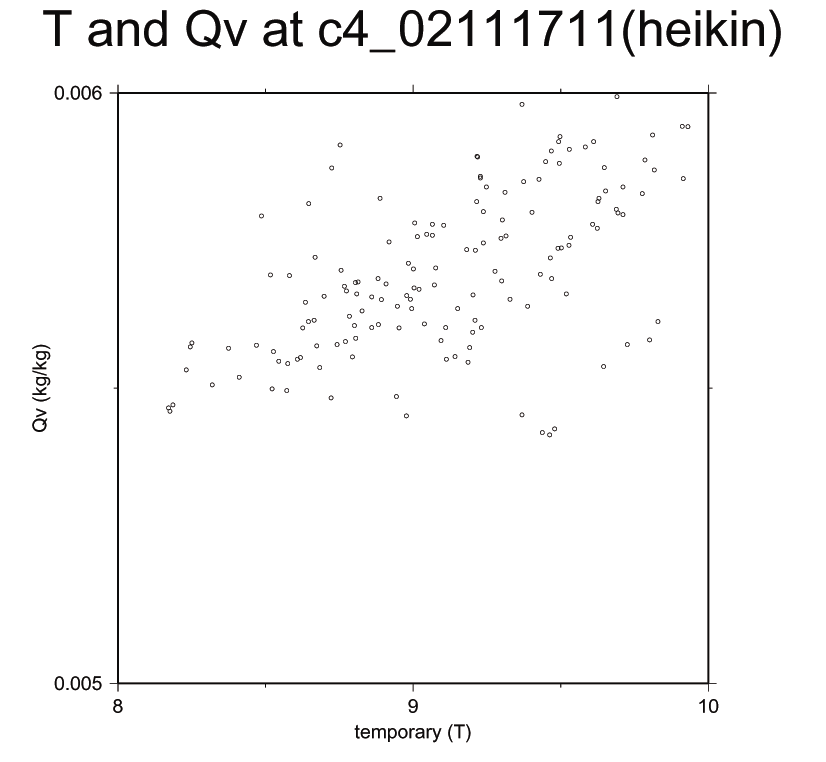 T and Qv at c4_02111711(heikin)
0.006
Qv (kg/kg)
0.005
8 9 10
temporary (T)